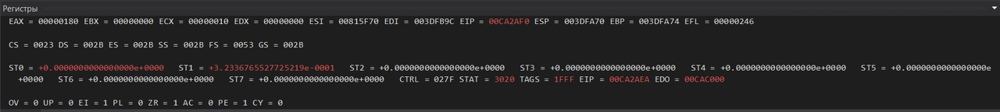 Регистры
EAX = 00000180 EBX = 00000000 ECX = 00000010 EDX = 00000000 ESI = 00815F70 EDI = 003DFB9C EIP = 00CA2AF0 ESP = 003DFA70 EBP = 003DFA74 EFL = 00000246
CS = 0023 DS = 002B ES = 002B SS = 002B FS = 0053 GS = 002B
ST0 = +0.0000000000000000e+0000 ST1 = +3.2336765527725219e-0001 ST2 = +0.0000000000000000e+0000 ST3 = +0.0000000000000000e+0000 ST4 = +0.0000000000000000e+0000 ST5 = +0.0000000000000000e
+0000 ST6 = +0.0000000000000000e+0000 ST7 = +0.0000000000000000e+0000 CTRL = 027F STAT = 3020 TAGS = 1FFF EIP = 00CA2AEA EDO = 00CAC000
OV = 0 UP = 0 EI = 1 PL = 0 ZR = 1 AC = 0 PE = 1 CY = 0